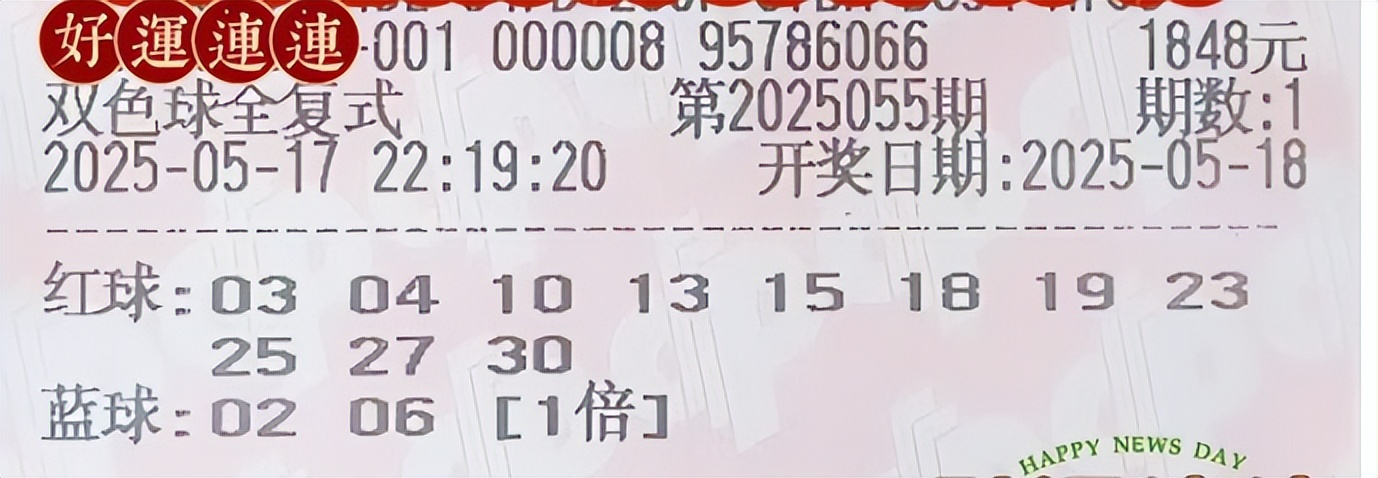 好運連連-001 000008 95786066 1848元
双色球全复式 第2025055期 期数:1
2025-05-17 22:19:20 开奖日期:2025-05-18
红球:03 04 10 13 15 18 19 23
25 27 30
蓝球:02 06 [1倍]
HAPPY NEWS DAY